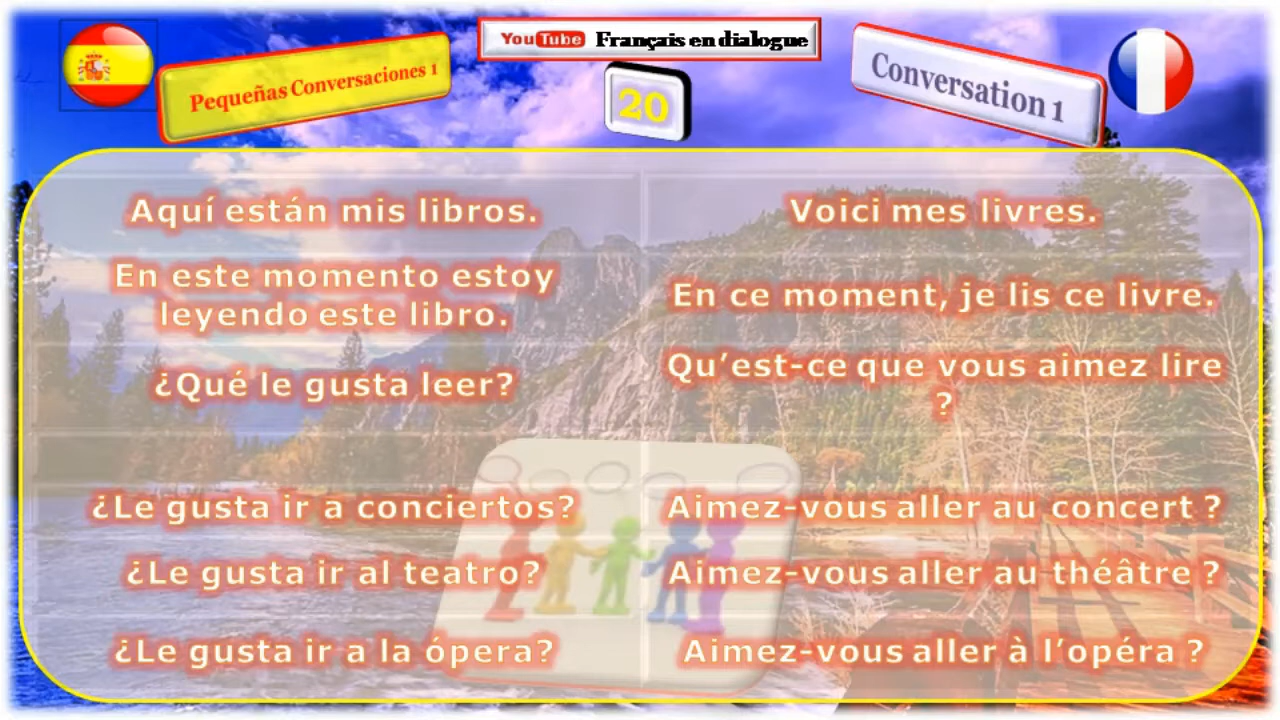 YouTube Français en dialogue
Pequeñas Conversaciones 1
20
Conversation 1
Aquí están mis libros.
Voici mes livres.
En este momento estoy
leyendo este libro.
En ce moment, je lis ce livre.
¿Qué le gusta leer?
Qu’est-ce que vous aimez lire
?
¿Le gusta ir a conciertos?
Aimez-vous aller au concert ?
¿Le gusta ir al teatro?
Aimez-vous aller au théâtre ?
¿Le gusta ir a la ópera?
Aimez-vous aller à l’opéra ?